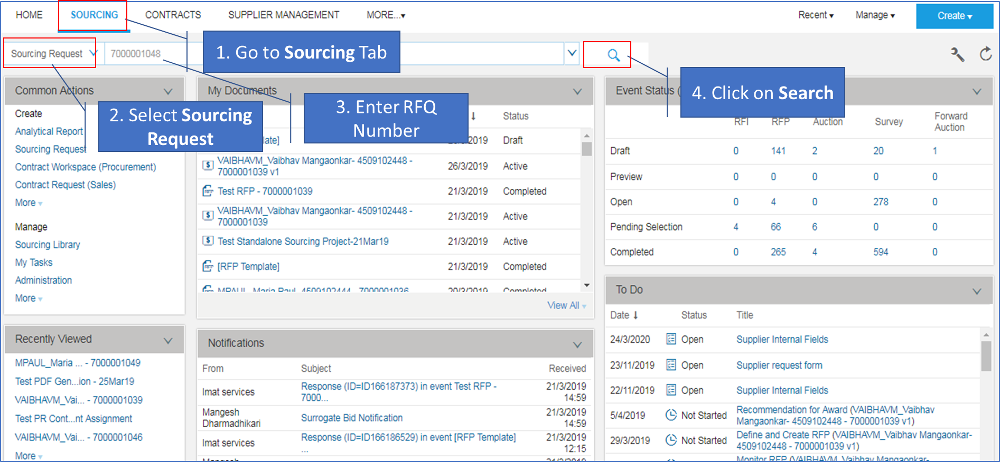 HOME SOURCING CONTRACTS SUPPLIER MANAGEMENT MORE...▾ Recent ▾ Manage ▾ Create ▾
Sourcing Request 7000001048
1. Go to Sourcing Tab
2. Select Sourcing
Request
3. Enter RFQ
Number
4. Click on Search
Common Actions
Create
Analytical Report
Sourcing Request
Contract Workspace (Procurement)
Contract Request (Sales)
More
Manage
Sourcing Library
My Tasks
Administration
More
Recently Viewed
MPAUL_Maria ... - 7000001049
Test PDF Gen...ion - 25Mar19
VAIBHAVM_Vai... - 7000001039
Test PR Cont...nt Assignment
VAIBHAVM_Vai... - 7000001046
More
My Documents
↓ Status
late] /2019 Draft
VAIBHAVM_Vaibhav Mangaonkar- 4509102448 -
7000001039 v1 26/3/2019 Active
Test RFP - 7000001039 21/3/2019 Completed
VAIBHAVM_Vaibhav Mangaonkar- 4509102448 -
7000001039 21/3/2019 Active
Test Standalone Sourcing Project-21Mar19 21/3/2019 Active
[RFP Template] 21/3/2019 Completed
MPAUL_Maria Paul- 4509102444 - 7000001036 20/3/2019 Completed
View All
Notifications
From Subject Received
Imat services Response (ID=ID166187373) in event Test RFP -
7000... 21/3/2019
14:59
Mangesh
Dharmadhikari Surrogate Bid Notification 21/3/2019
14:59
Imat services Response (ID=ID166186529) in event [RFP Template]
... 21/3/2019
12:15
Mangesh 21/3/2019
Event Status (
RFI RFP Auction Survey Forward
Auction
Draft 0 141 2 20 1
Preview 0 0 0 0 0
Open 0 4 0 278 0
Pending Selection 4 66 6 0 0
Completed 0 265 4 594 0
To Do
Date ↓ Status Title
24/3/2020 Open Supplier Internal Fields
23/11/2019 Open Supplier request form
22/11/2019 Open Supplier Internal Fields
5/4/2019 Not Started Recommendation for Award (VAIBHAVM_Vaibhav
Mangaonkar- 4509102448 - 7000001039 v1)
29/3/2019 Not Started Define and Create RFP (VAIBHAVM_Vaibhav Mangaonkar-
4509102448 - 7000001039 v1)
Monitor RFP (VAIBHAVM_Vaibhav Mangaonkar-